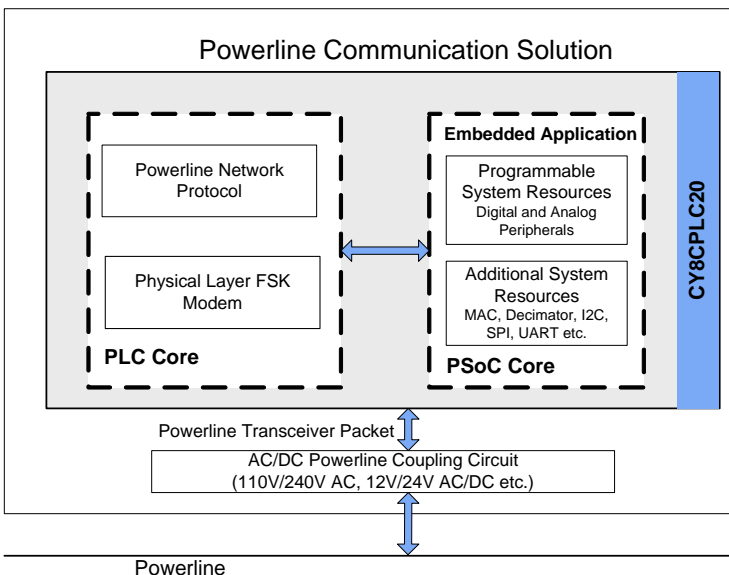 Powerline Communication Solution
Embedded Application
Powerline Network
Protocol
Programmable
System Resources
Digital and Analog
Peripherals
Physical Layer FSK
Modem
Additional System
Resources
MAC, Decimator, I2C,
SPI, UART etc.
PLC Core
PSoC Core
CY8CPLC20
Powerline Transceiver Packet
AC/DC Powerline Coupling Circuit
(110V/240V AC, 12V/24V AC/DC etc.)
Powerline